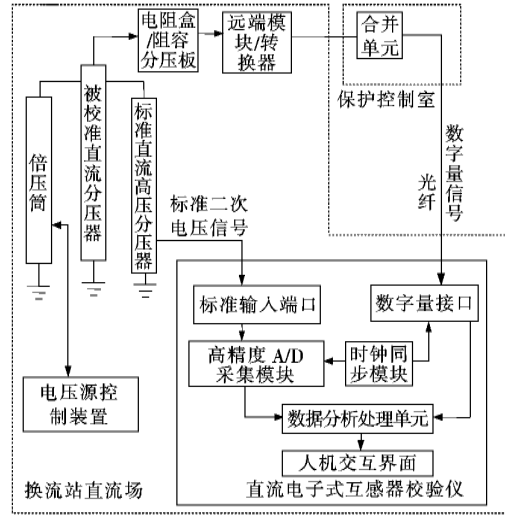 电阻盒
/阻容
分压板
远端模
块/转
换器
合并
单元
保护控制室
倍压筒
被校准直流分压器
标准直流高压分压器
标准二次
电压信号
光纤
数字量信号
标准输入端口
数字量接口
高精度 A/D
采集模块
时钟同
步模块
电压源控
制装置
数据分析处理单元
人机交互界面
换流站直流场
直流电子式互感器校验仪